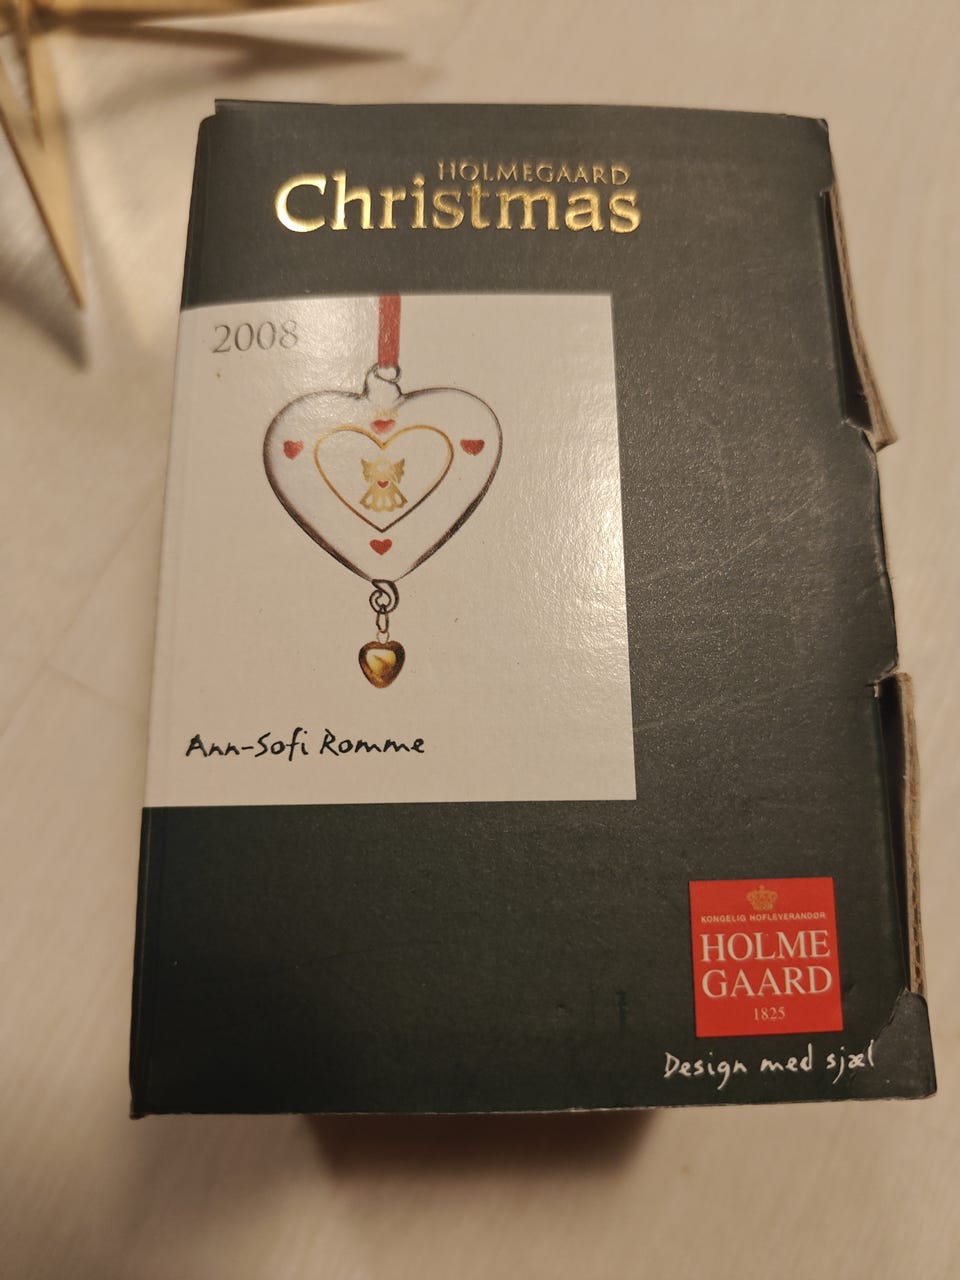 HOLMEGAARD
Christmas
2008
Ann-Sofi Romme
KONGELIG HOFLEVERANDØR
HOLME
GAARD
1825
Design med sjæl